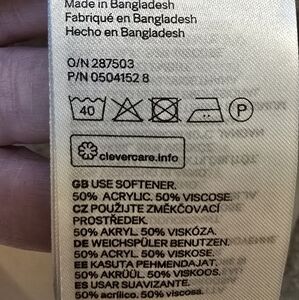 Made in Bangladesh
Fabriqué en Bangladesh
Hecho en Bangladesh
O/N 287503
P/N 0504152 8
40
P
clevercare.info
GB USE SOFTENER.
50% ACRYLIC. 50% VISCOSE.
CZ POUŽIJTE ZMĚKČOVACÍ
PROSTŘEDEK.
50% AKRYL. 50% VISKÓZA.
DE WEICHSPÜLER BENUTZEN.
50% ACRYL. 50% VISKOSE.
EE KASUTA PEHMENDAJAT.
50% AKRÜÜL. 50% VISKOOS.
ES USAR SUAVIZANTE.
50% acrílico. 50% viscosa.